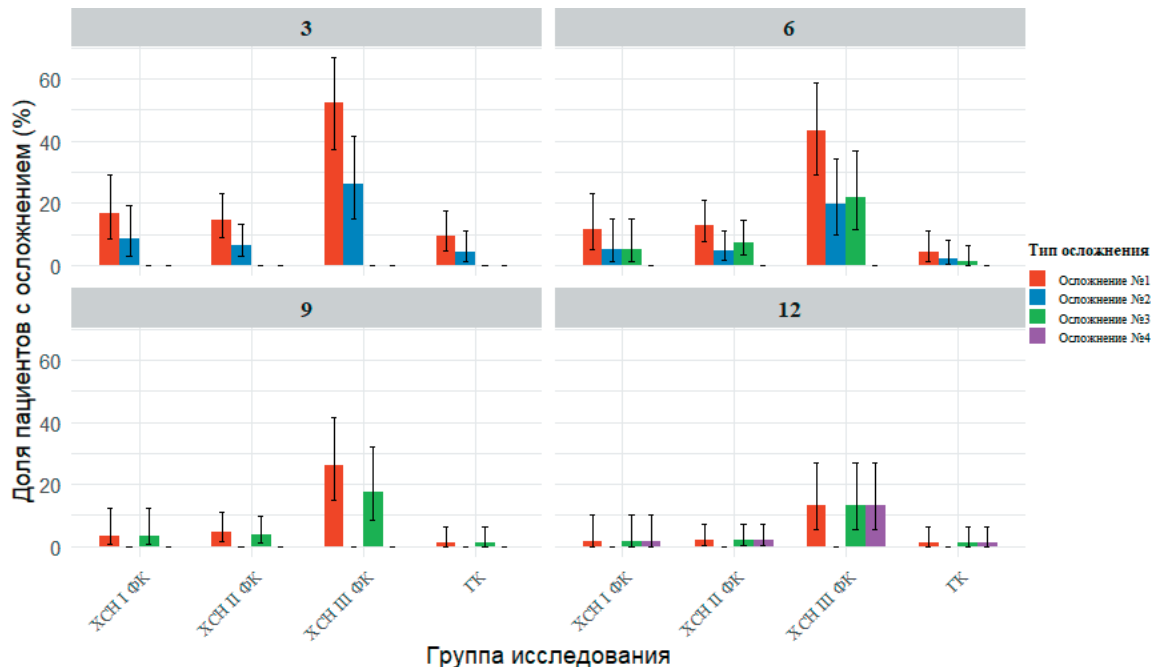 3
6
Доля пациентов с осложнением (%)
60
40
20
0
Тип осложнения
Осложнение №1
Осложнение №2
Осложнение №3
Осложнение №4
9
12
60
40
20
0
ХСН I ФК
ХСН II ФК
ХСН III ФК
ГК
ХСН I ФК
ХСН II ФК
ХСН III ФК
ГК
Группа исследования